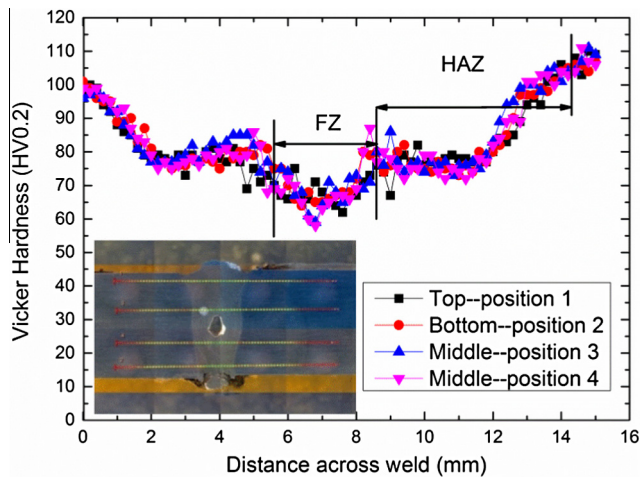 Vicker Hardness (HV0.2)
120
110
100
90
80
70
60
50
40
30
20
10
0
HAZ
FZ
Top--position 1
Bottom--position 2
Middle--position 3
Middle--position 4
0 2 4 6 8 10 12 14 16
Distance across weld (mm)